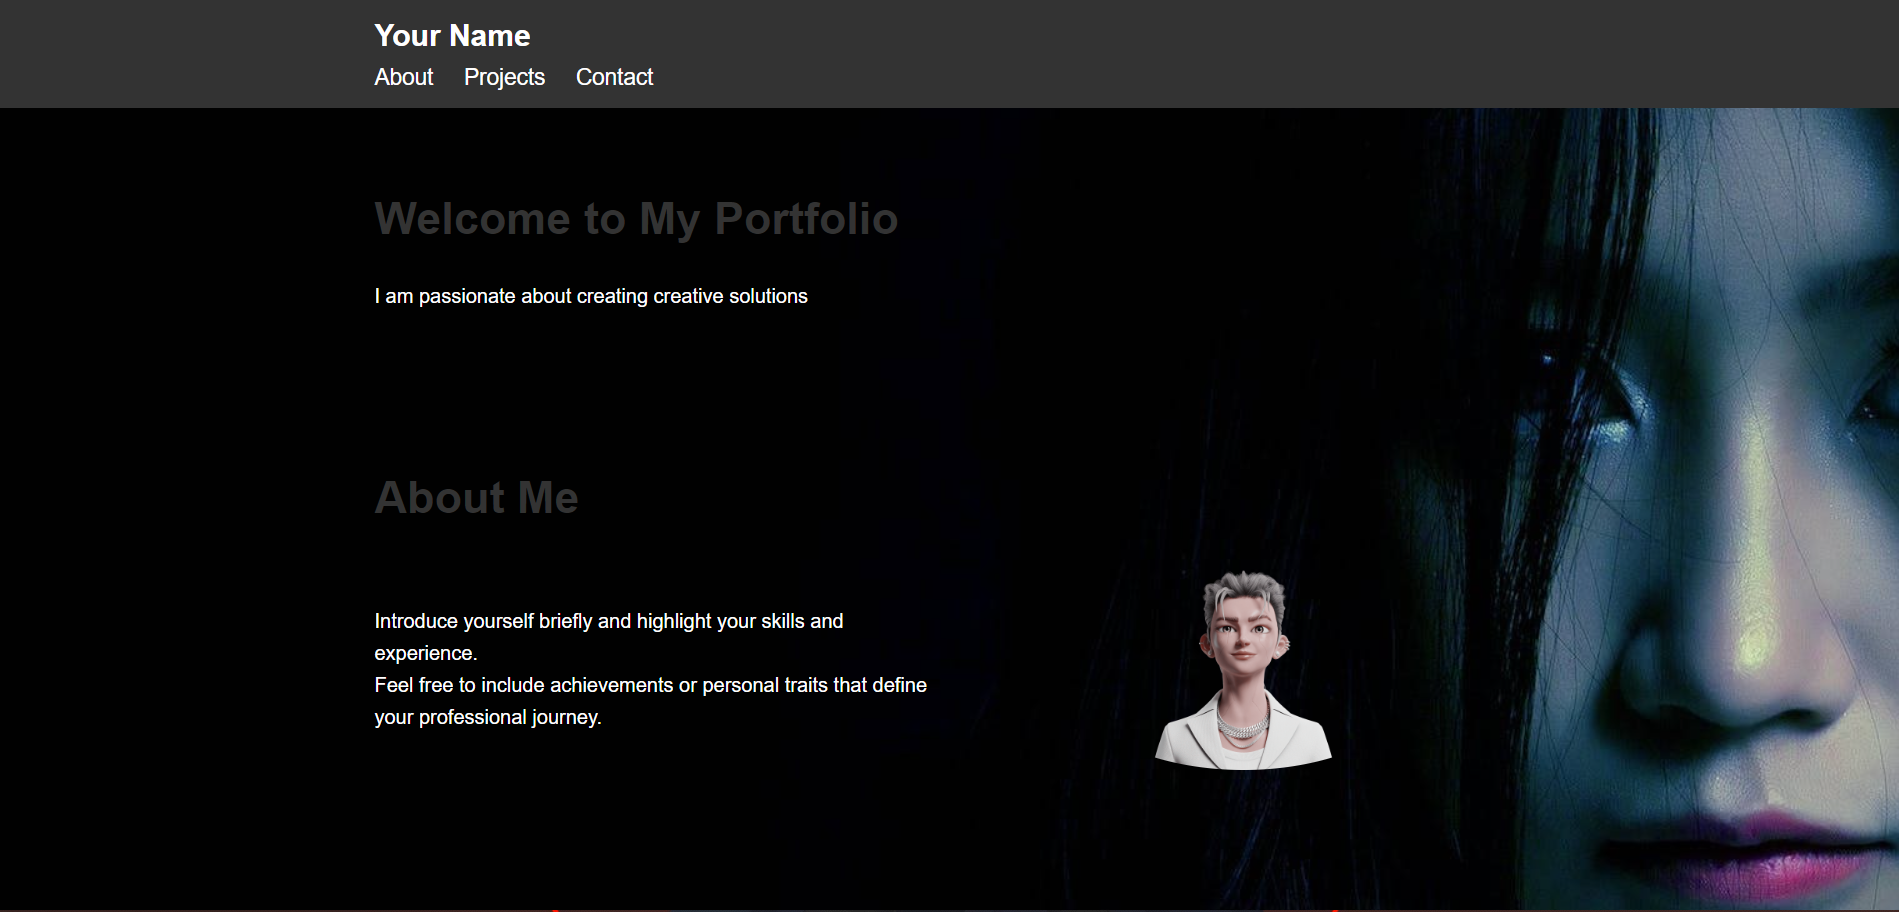 Your Name
About Projects Contact
Welcome to My Portfolio
I am passionate about creating creative solutions
About Me
Introduce yourself briefly and highlight your skills and
experience.
Feel free to include achievements or personal traits that define
your professional journey.